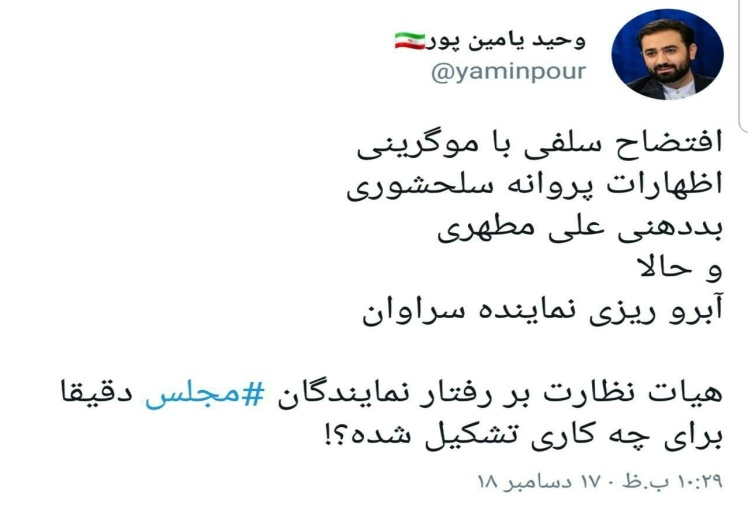 وحید یامین پور🇮🇷
@yaminpour
افتضاح سلفی با موگرینی
اظهارات پروانه سلحشوری
بددهنی علی مطهری
و حالا
آبرو ریزی نماینده سراوان
هیات نظارت بر رفتار نمایندگان #مجلس دقیقا
برای چه کاری تشکیل شده؟!
۱۰:۲۹ ب.ظ · ۱۷ دسامبر ۱۸